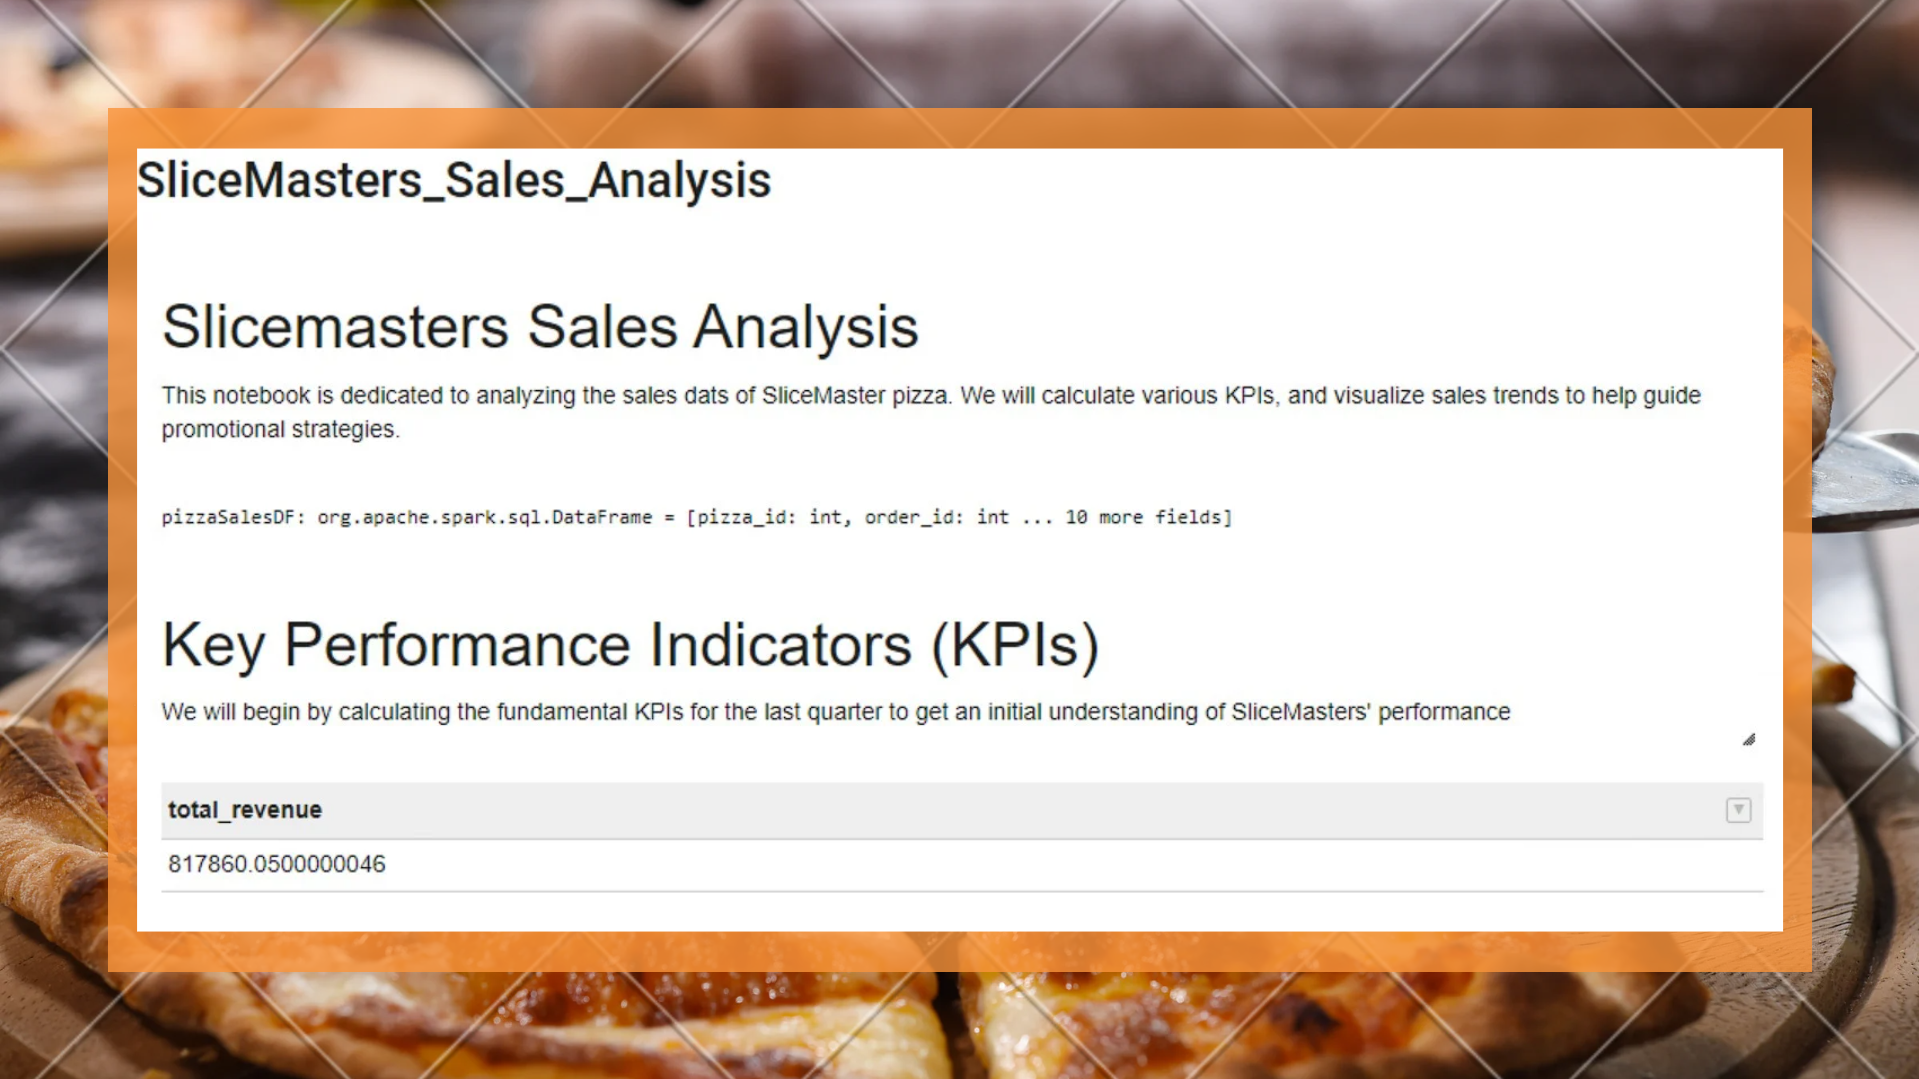 SliceMasters_Sales_Analysis
Slicemasters Sales Analysis
This notebook is dedicated to analyzing the sales dats of SliceMaster pizza. We will calculate various KPIs, and visualize sales trends to help guide
promotional strategies.
pizzaSalesDF: org.apache.spark.sql.DataFrame = [pizza_id: int, order_id: int ... 10 more fields]
Key Performance Indicators (KPIs)
We will begin by calculating the fundamental KPIs for the last quarter to get an initial understanding of SliceMasters' performance
total_revenue
817860.0500000046